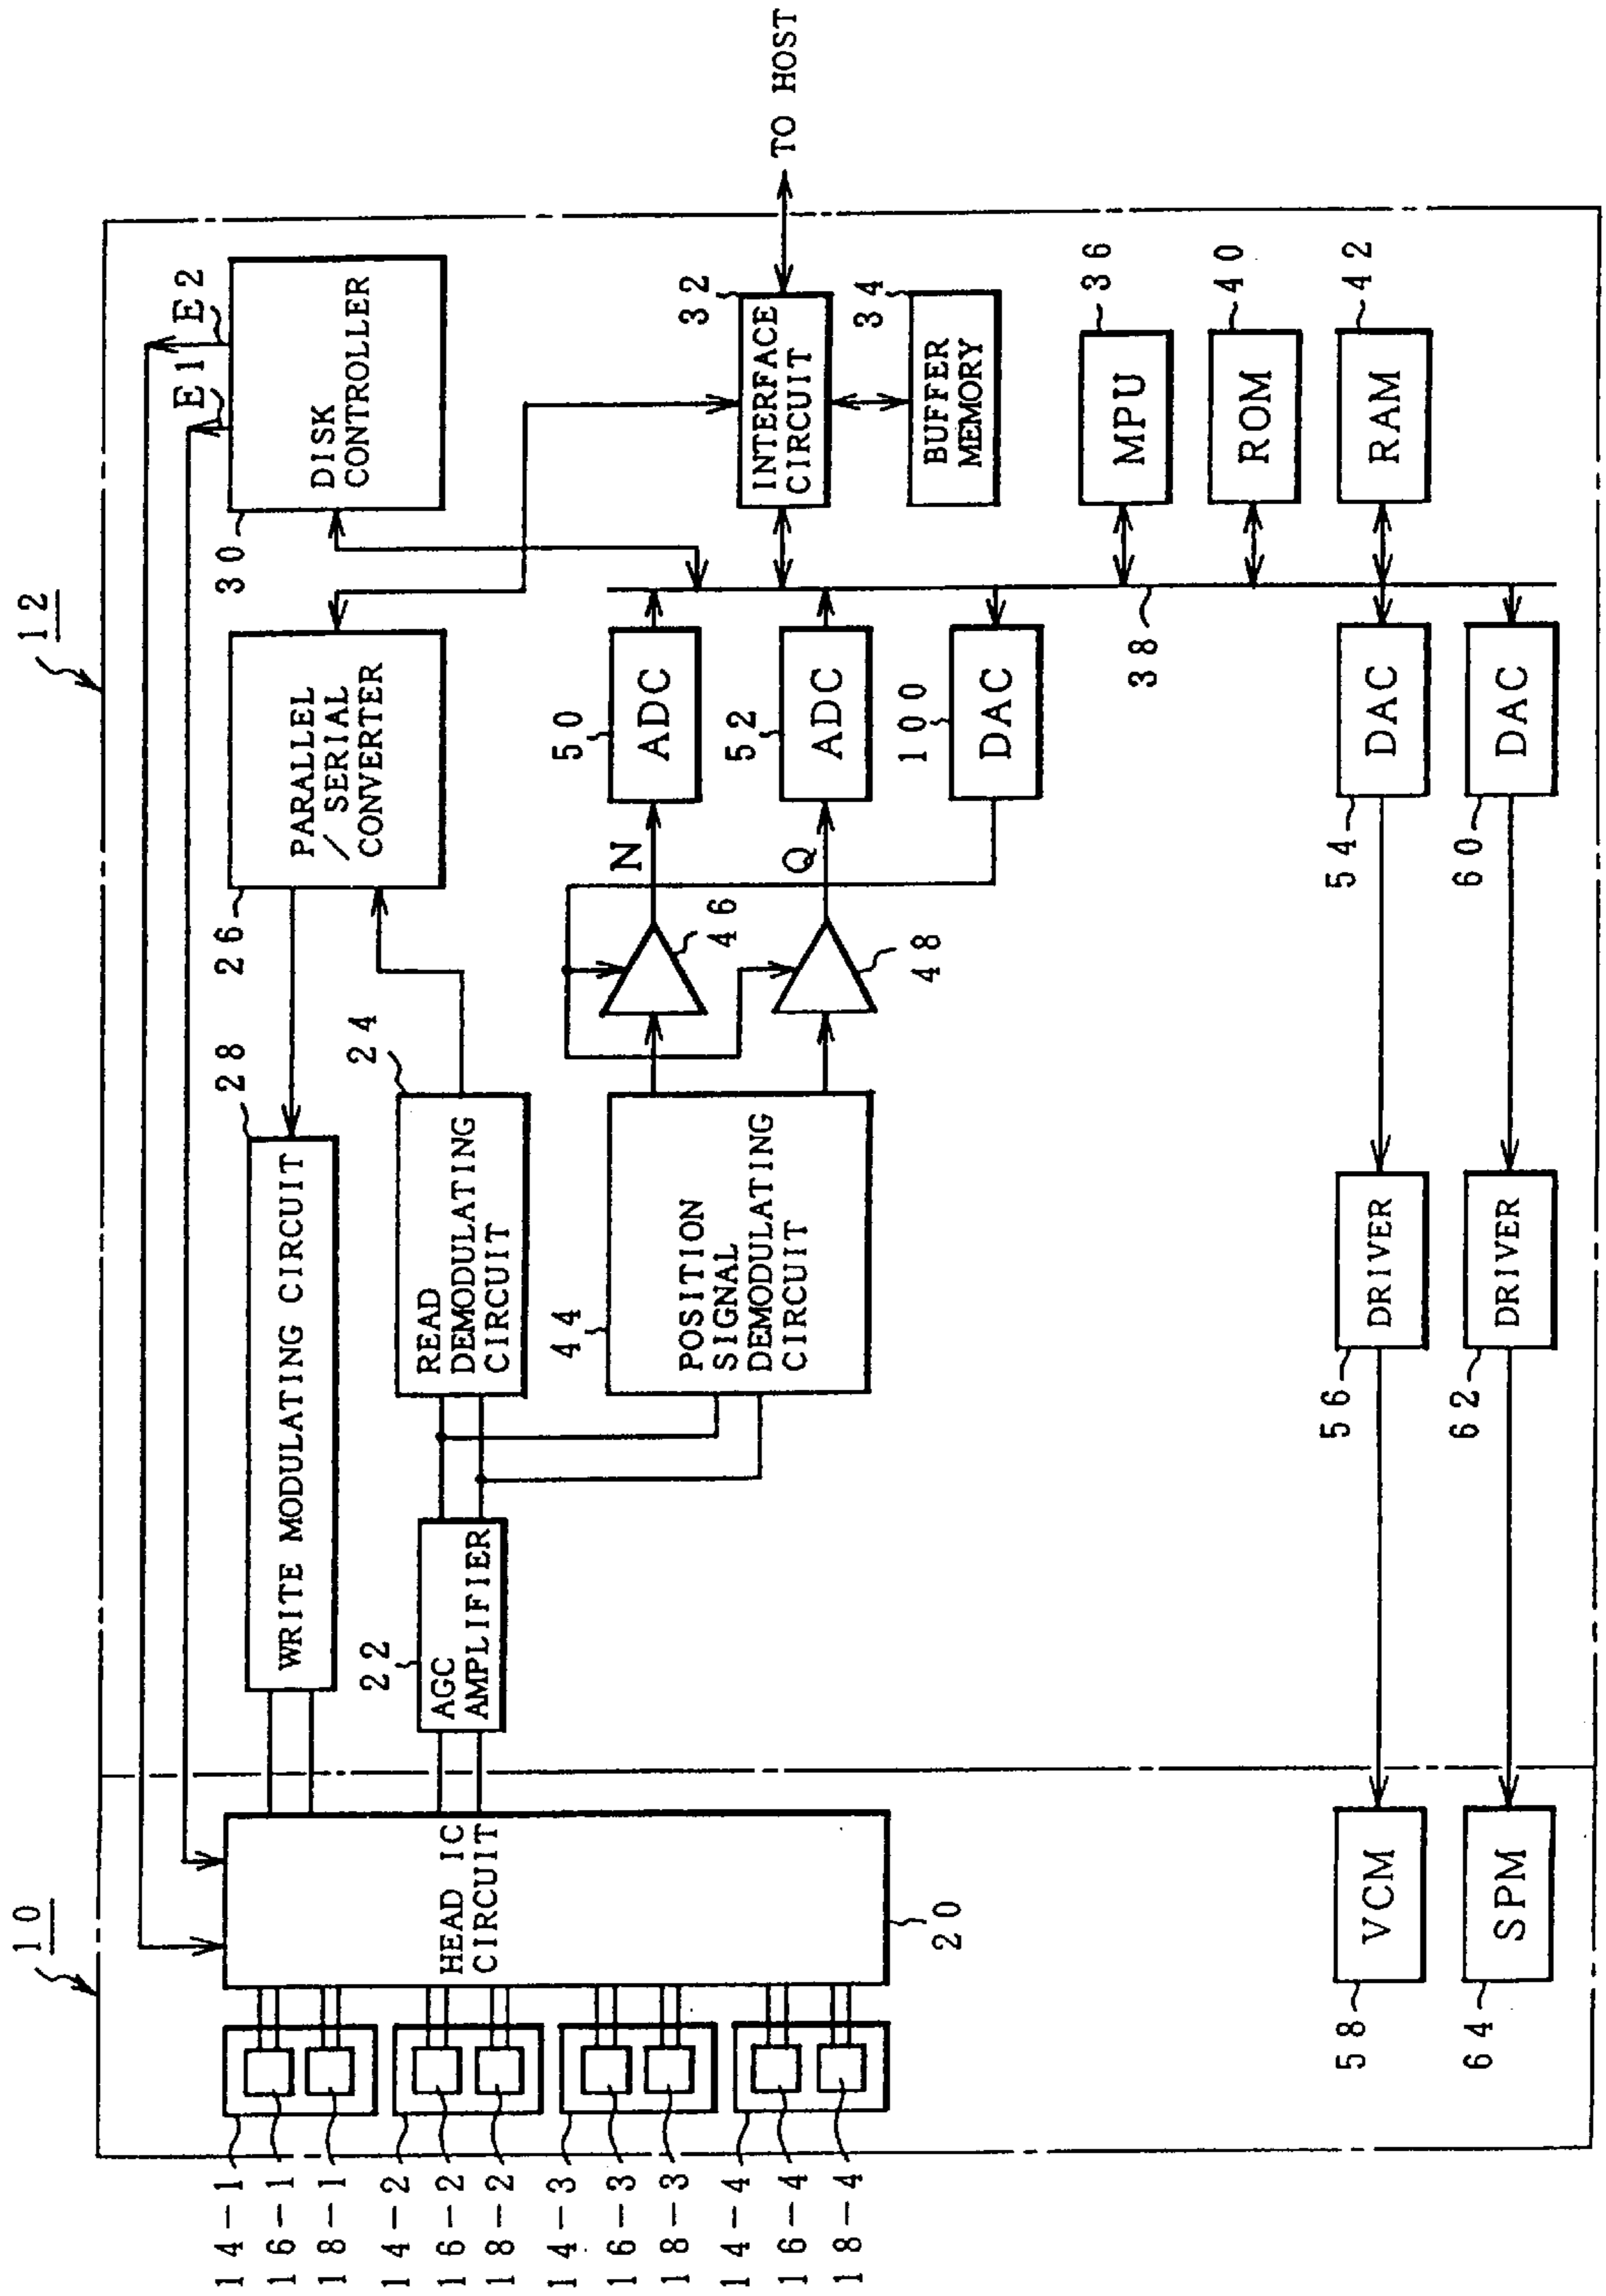 10
12
E1
E2
14-1
16-1
18-1
14-2
16-2
18-2
14-3
16-3
18-3
14-4
16-4
18-4
HEAD IC
CIRCUIT
20
WRITE MODULATING CIRCUIT
28
PARALLEL
/SERIAL
CONVERTER
26
DISK
CONTROLLER
30
AGC
AMPLIFIER
22
READ
DEMODULATING
CIRCUIT
24
POSITION
SIGNAL
DEMODULATING
CIRCUIT
44
N
46
Q
48
ADC
50
ADC
52
DAC
100
INTERFACE
CIRCUIT
32
TO HOST
BUFFER
MEMORY
34
MPU
36
ROM
40
RAM
42
38
VCM
58
DRIVER
56
DAC
54
SPM
64
DRIVER
62
DAC
60